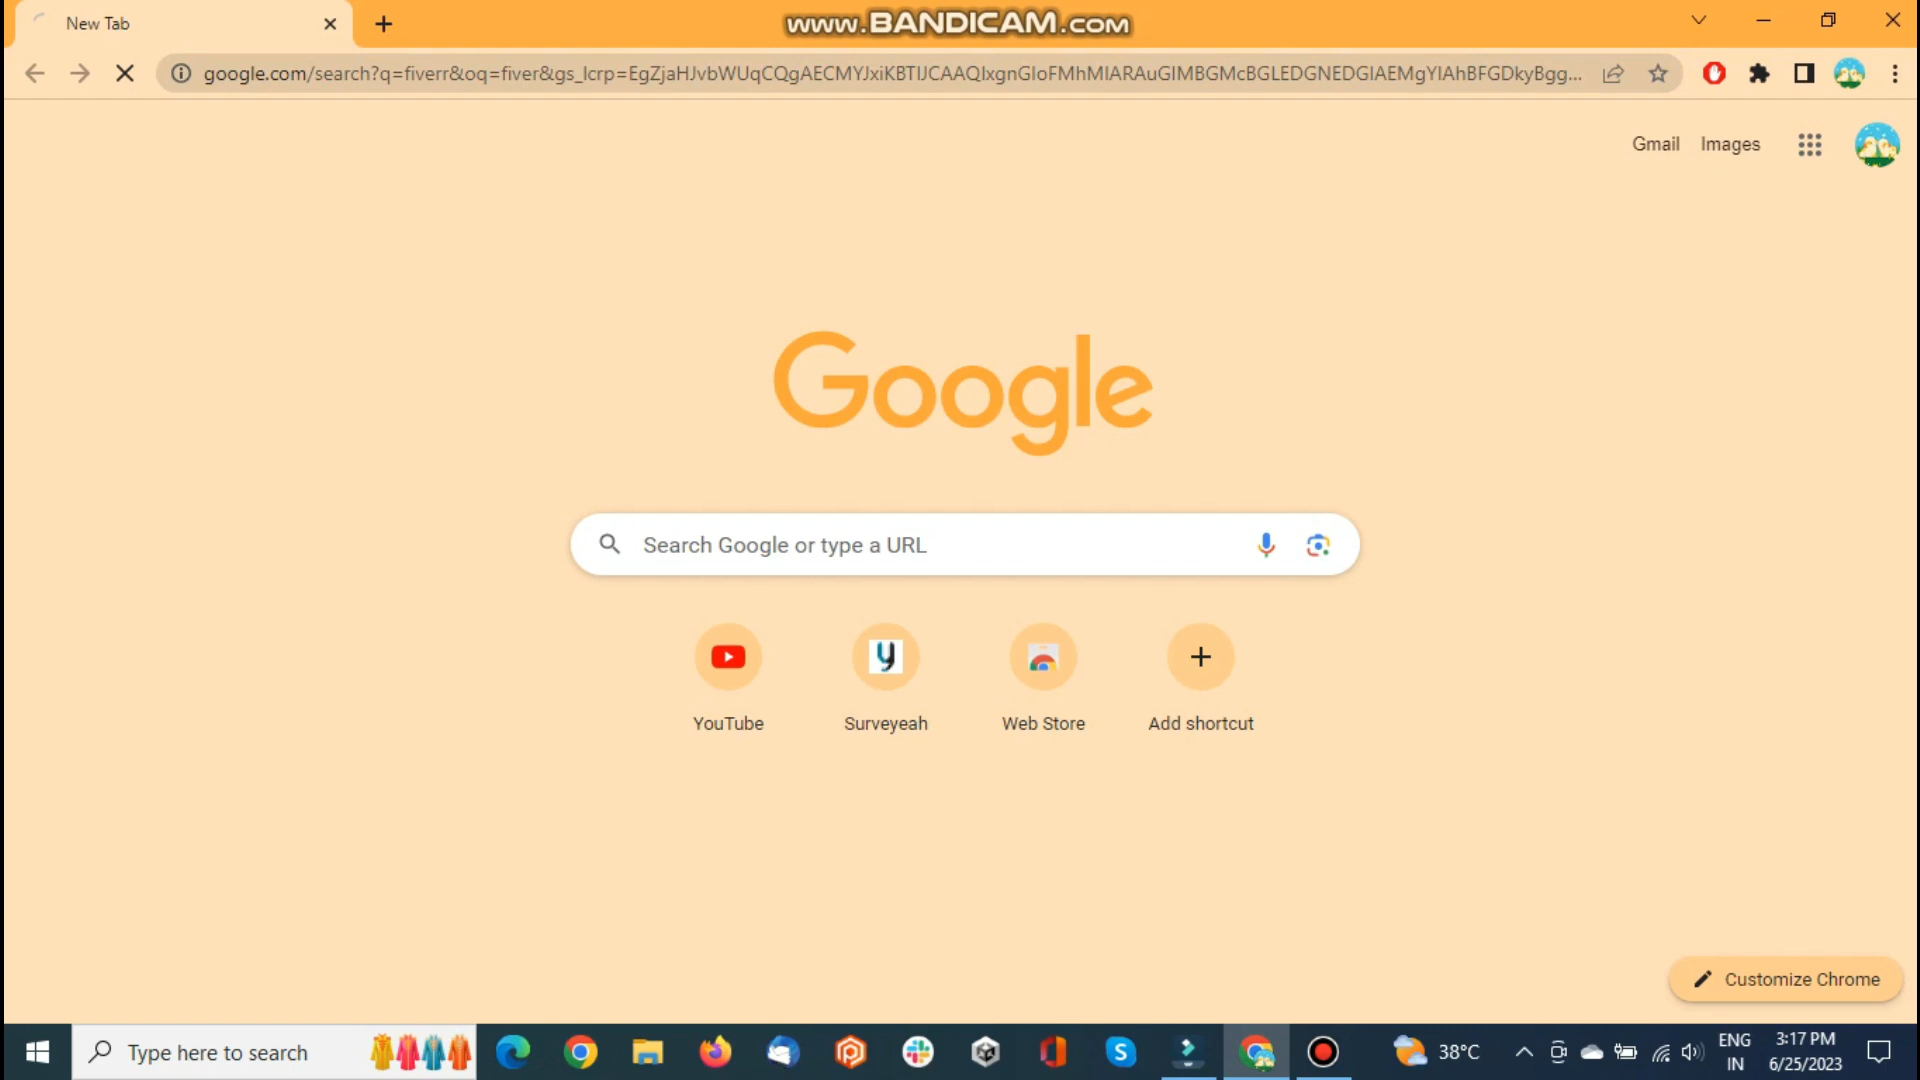 New Tab
www.BANDICAM.com
google.com/search?q=fiverr&oq=fiver&gs_lcrp=EgZjaHJvbWUqCQgAECMYJxiKBTIJCAAQIxgnGIoFMhMIARAuGIMBGMcBGLEDGNEDGIAEMgYIAhBFGDkyBgg...
Gmail
Images
Google
Search Google or type a URL
YouTube
Surveyeah
Web Store
Add shortcut
Customize Chrome
Type here to search
38°C
ENG
IN
3:17 PM
6/25/2023